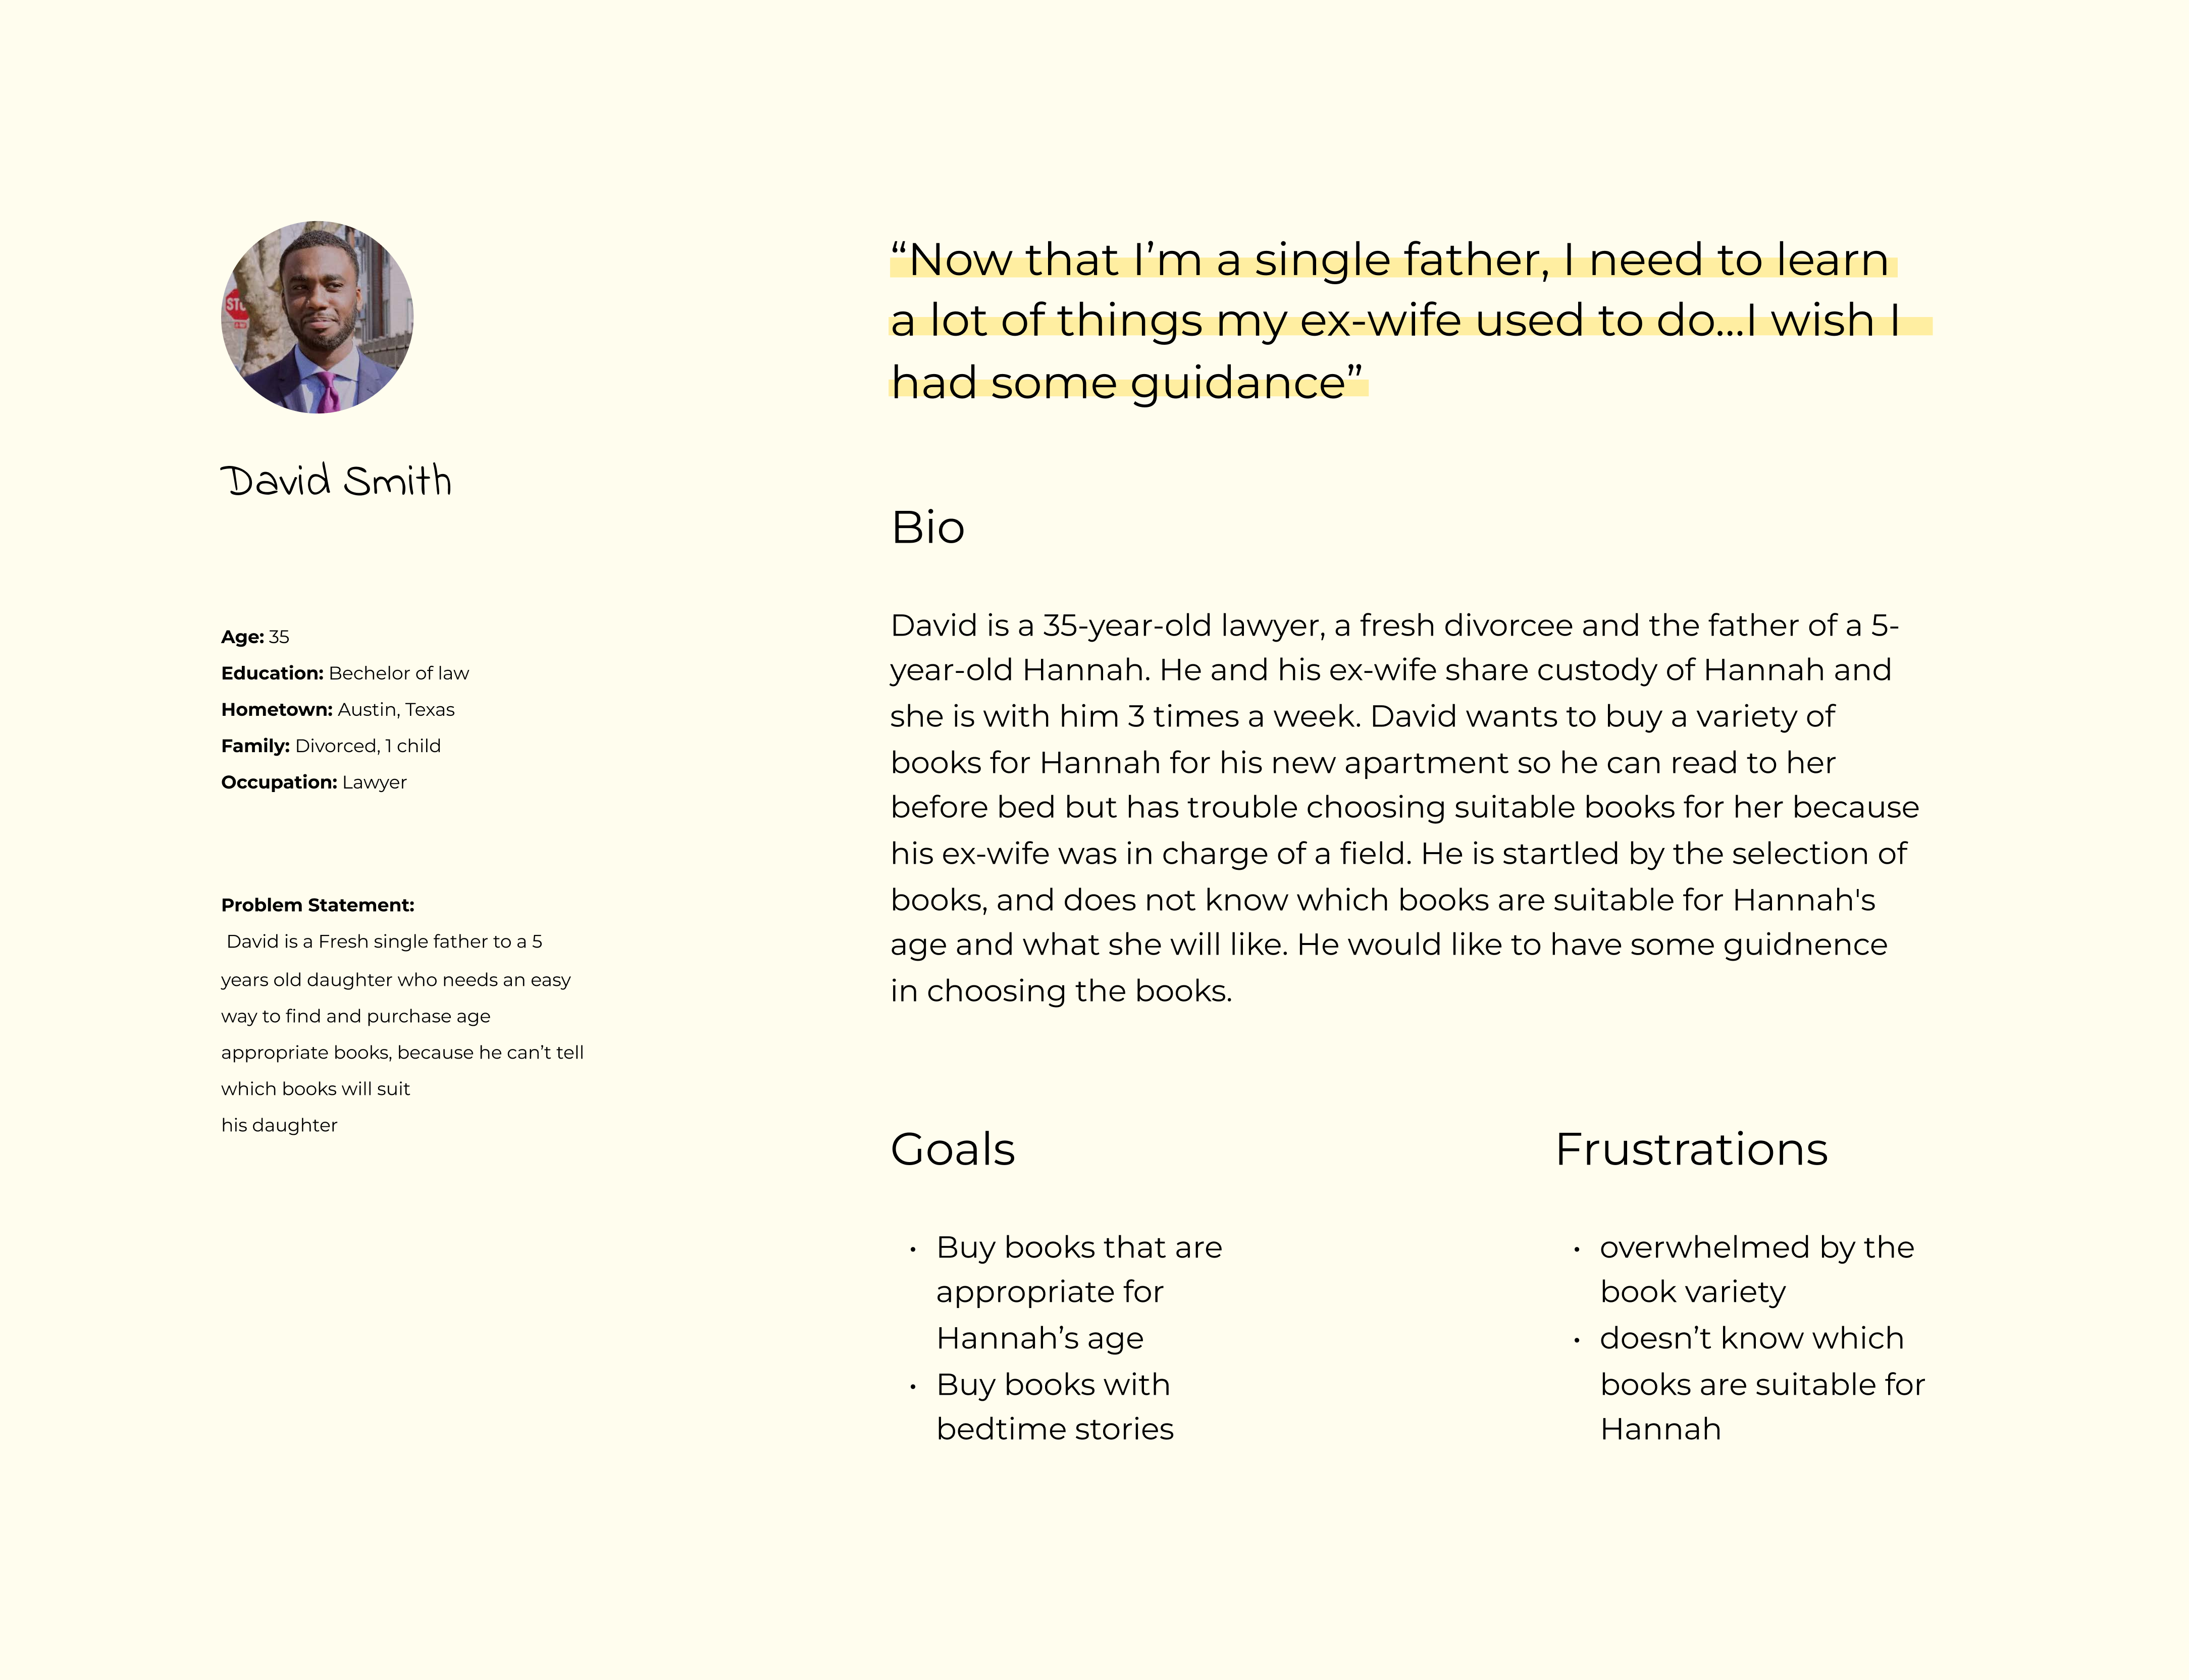 STO
David Smith
Age: 35
Education: Bechelor of law
Hometown: Austin, Texas
Family: Divorced, 1 child
Occupation: Lawyer
Problem Statement:
David is a Fresh single father to a 5
years old daughter who needs an easy
way to find and purchase age
appropriate books, because he can’t tell
which books will suit
his daughter
“Now that I’m a single father, I need to learn
a lot of things my ex-wife used to do...I wish I
had some guidance”
Bio
David is a 35-year-old lawyer, a fresh divorcee and the father of a 5-
year-old Hannah. He and his ex-wife share custody of Hannah and
she is with him 3 times a week. David wants to buy a variety of
books for Hannah for his new apartment so he can read to her
before bed but has trouble choosing suitable books for her because
his ex-wife was in charge of a field. He is startled by the selection of
books, and does not know which books are suitable for Hannah's
age and what she will like. He would like to have some guidnence
in choosing the books.
Goals
• Buy books that are
appropriate for
Hannah’s age
• Buy books with
bedtime stories
Frustrations
• overwhelmed by the
book variety
• doesn’t know which
books are suitable for
Hannah